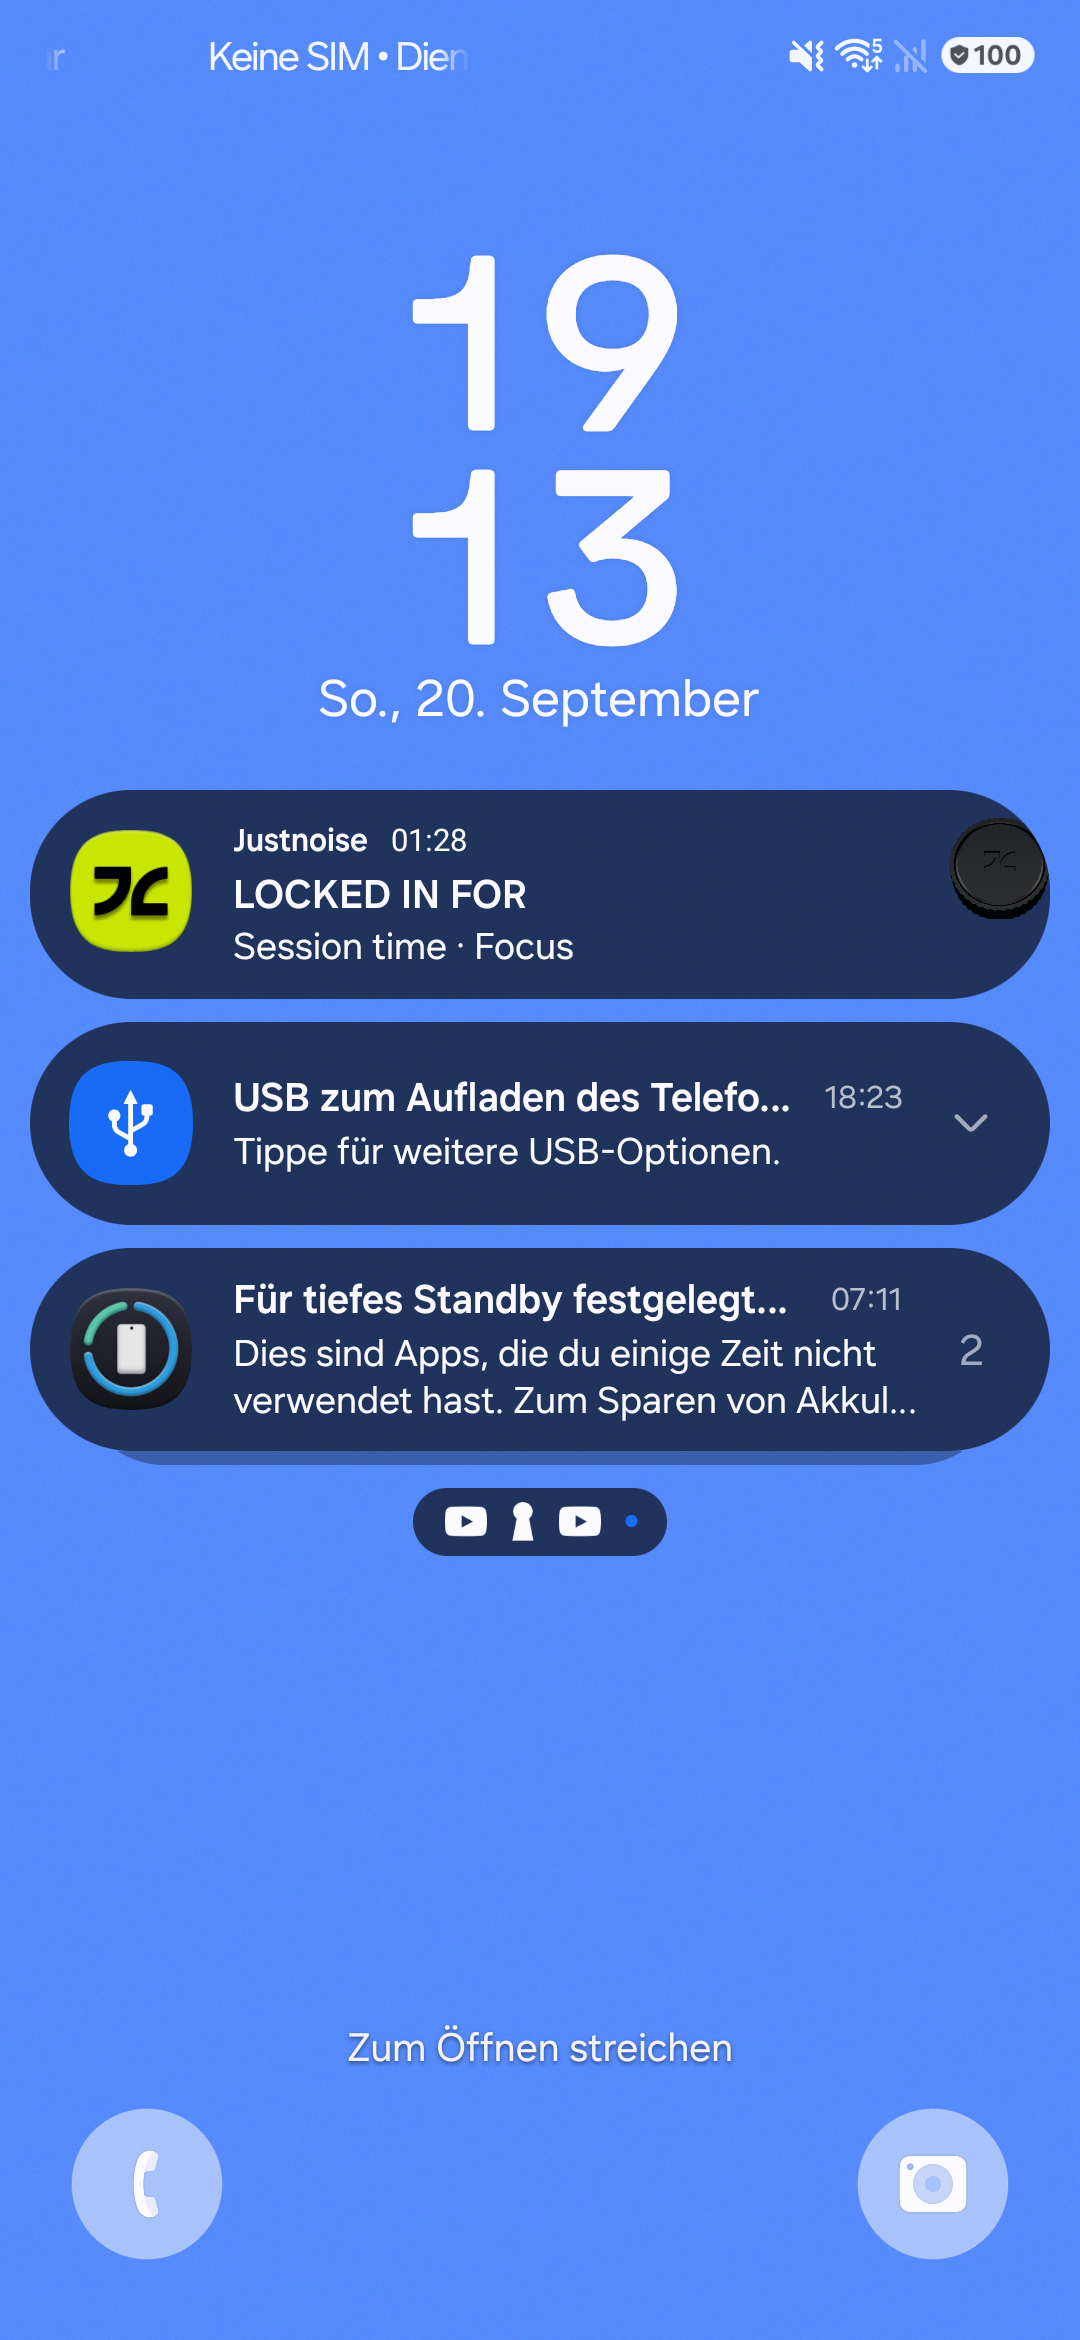 Keine SIM • Dien
5
100
19
13
So., 20. September
Justnoise 01:28
LOCKED IN FOR
Session time · Focus
USB zum Aufladen des Telefo... 18:23
Tippe für weitere USB-Optionen.
Für tiefes Standby festgelegt... 07:11
Dies sind Apps, die du einige Zeit nicht
verwendet hast. Zum Sparen von Akkul...
2
Zum Öffnen streichen